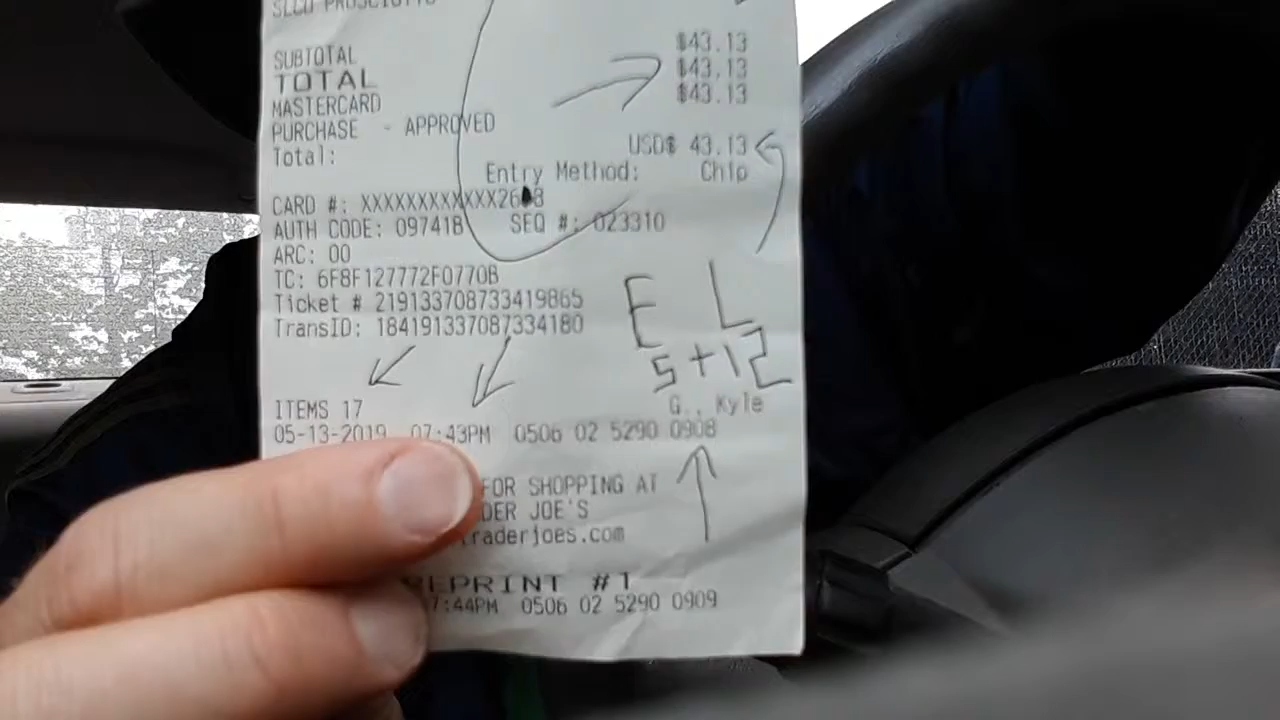 SLCD PROSCIUTTO
SUBTOTAL $43.13
TOTAL $43.13
MASTERCARD $43.13
PURCHASE - APPROVED
Total: USD$ 43.13
Entry Method: Chip
CARD #: XXXXXXXXXXXX
AUTH CODE: 09741B SEQ #: 023310
ARC: 00
TC: 6F8F127772F0770B
Ticket # 219133708733419865
TransID: 184191337087334180
E L
5+12
ITEMS 17 G., Kyle
05-13-2019 07:43PM 0506 02 5290 0908
FOR SHOPPING AT
DER JOE'S
traderjoes.com
REPRINT #1
7:44PM 0506 02 5290 0909